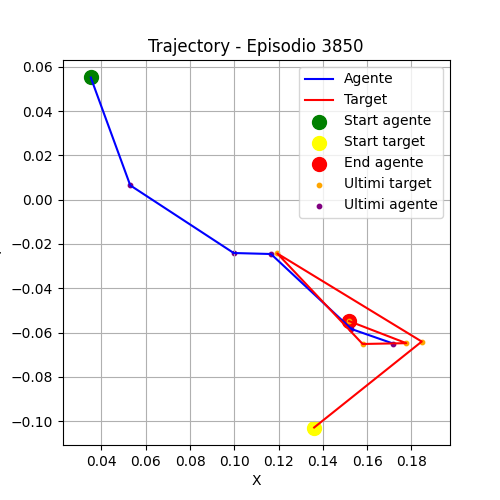 Trajectory - Episodio 3850
Agente
Target
Start agente
Start target
End agente
Ultimi target
Ultimi agente
0.06
0.04
0.02
0.00
−0.02
−0.04
−0.06
−0.08
−0.10
0.04 0.06 0.08 0.10 0.12 0.14 0.16 0.18
X